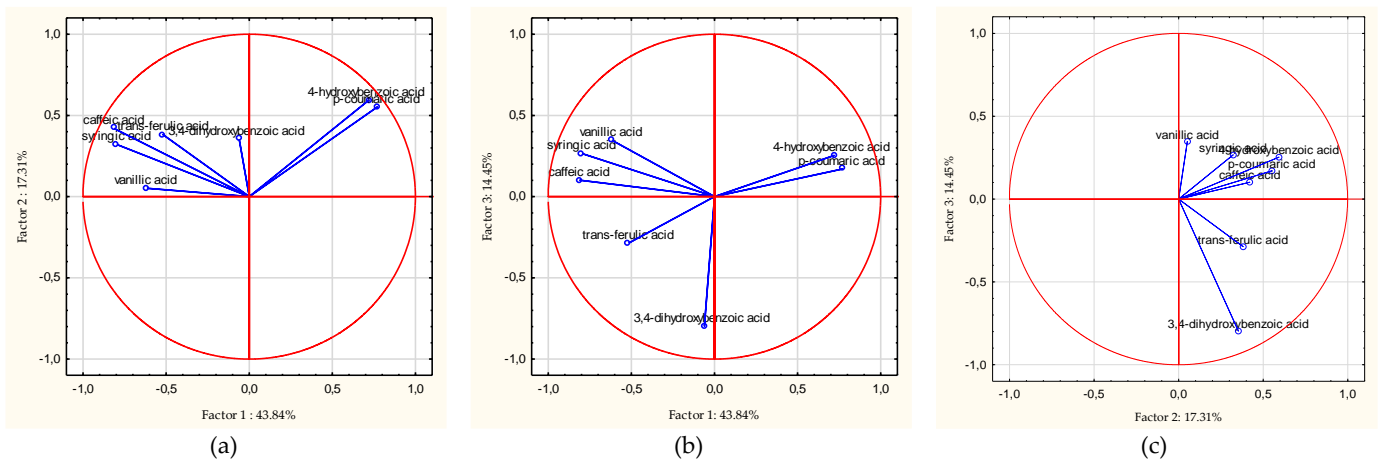 1,0
0,5
0,0
-0,5
-1,0
-1,0
-0,5
0,0
0,5
1,0
Factor 2 : 17.31%
Factor 1 : 43.84%
4-hydroxybenzoic acid
p-coumaric acid
caffeic acid
trans-ferulic acid
3,4-dihydroxybenzoic acid
syringic acid
vanillic acid
(a)
1,0
0,5
0,0
-0,5
-1,0
-1,0
-0,5
0,0
0,5
1,0
Factor 3: 14.45%
Factor 1: 43.84%
vanillic acid
syringic acid
4-hydroxybenzoic acid
p-coumaric acid
caffeic acid
trans-ferulic acid
3,4-dihydroxybenzoic acid
(b)
1,0
0,5
0,0
-0,5
-1,0
-1,0
-0,5
0,0
0,5
1,0
Factor 3: 14.45%
Factor 2: 17.31%
vanillic acid
syringic acid
4-hydroxybenzoic acid
p-coumaric acid
caffeic acid
trans-ferulic acid
3,4-dihydroxybenzoic acid
(c)